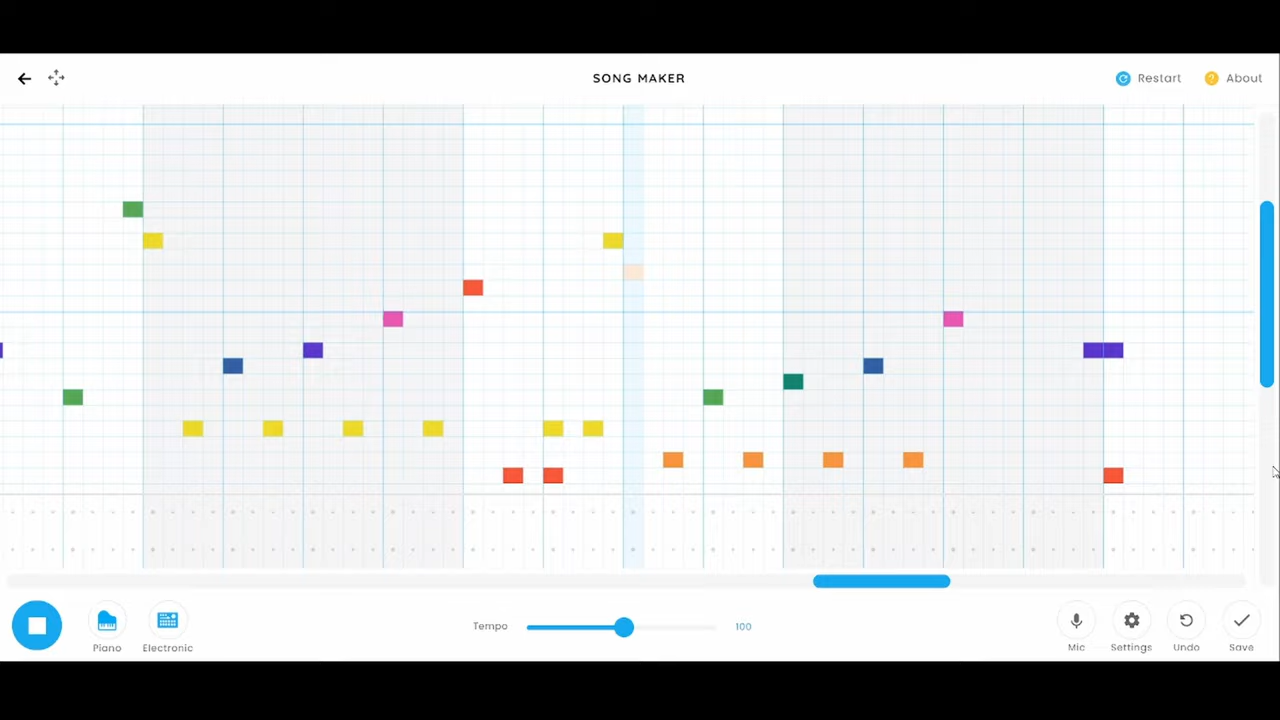 SONG MAKER
Restart
About
Tempo
100
Piano
Electronic
Mic
Settings
Undo
Save